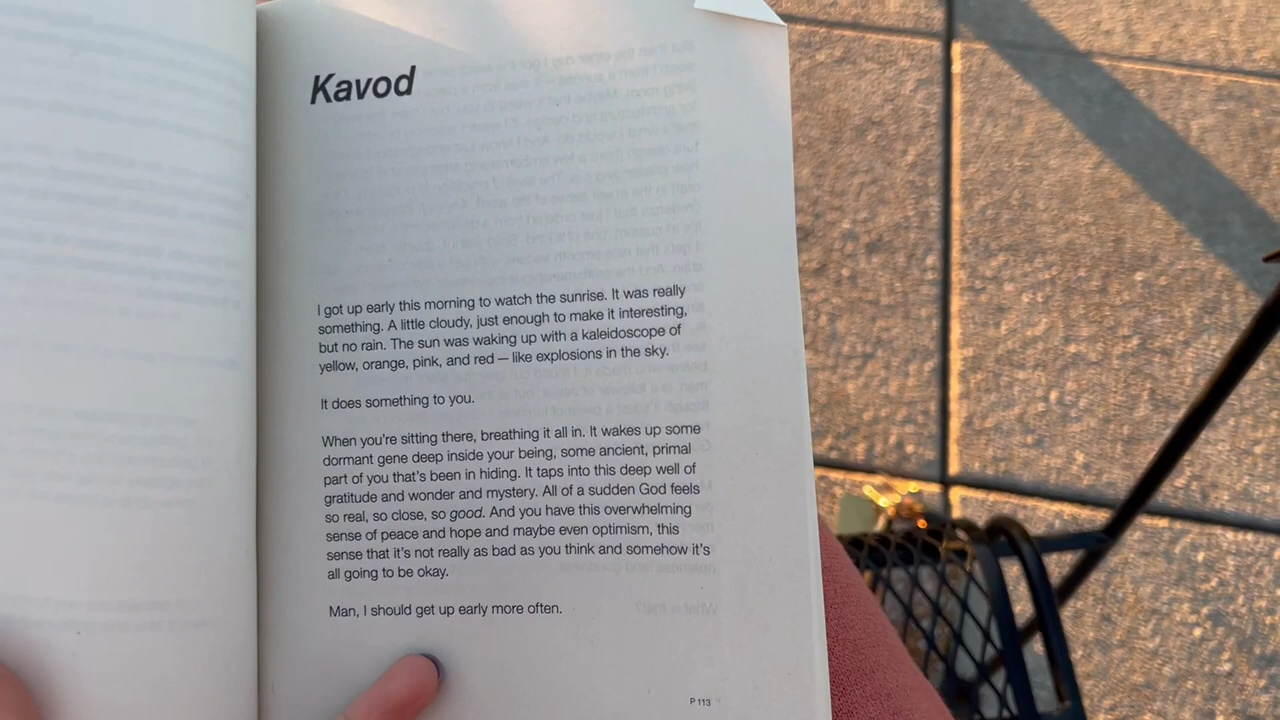 Kavod
I got up early this morning to watch the sunrise. It was really
something. A little cloudy, just enough to make it interesting,
but no rain. The sun was waking up with a kaleidoscope of
yellow, orange, pink, and red — like explosions in the sky.
It does something to you.
When you're sitting there, breathing it all in. It wakes up some
dormant gene deep inside your being, some ancient, primal
part of you that's been in hiding. It taps into this deep well of
gratitude and wonder and mystery. All of a sudden God feels
so real, so close, so good. And you have this overwhelming
sense of peace and hope and maybe even optimism, this
sense that it's not really as bad as you think and somehow it's
all going to be okay.
Man, I should get up early more often.
P 113